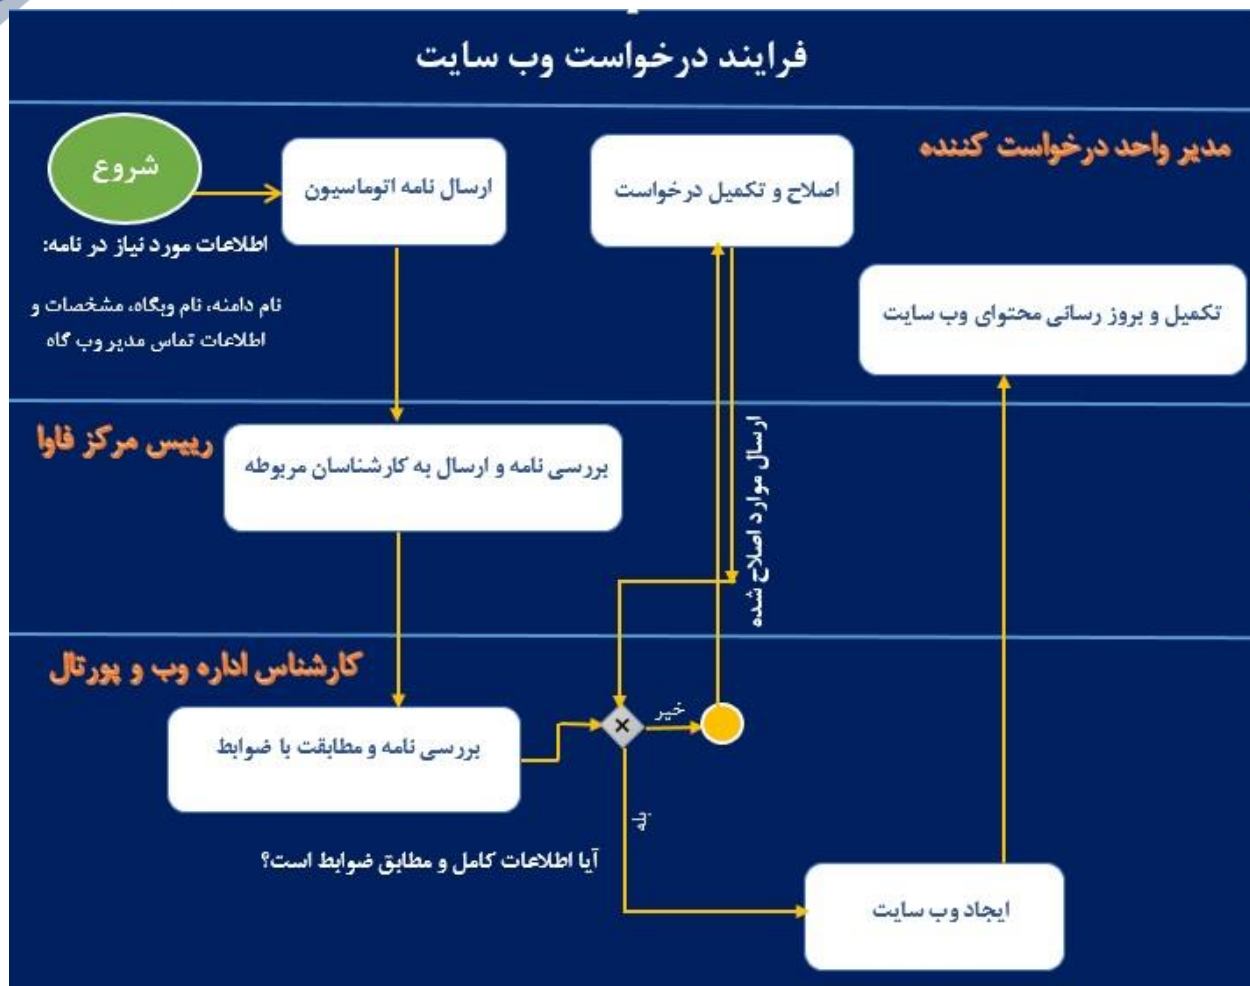 فرایند درخواست وب سایت
مدیر واحد درخواست کننده
شروع
ارسال نامه اتوماسیون
اصلاح و تکمیل درخواست
اطلاعات مورد نیاز در نامه:
نام دامنه، نام وبگاه، مشخصات و
اطلاعات تماس مدیر وب گاه
تکمیل و بروز رسانی محتوای وب سایت
رییس مرکز فاوا
بررسی نامه و ارسال به کارشناسان مربوطه
ارسال موارد اصلاح شده
کارشناس اداره وب و پورتال
بررسی نامه و مطابقت با ضوابط
خیر
بله
آیا اطلاعات کامل و مطابق ضوابط است؟
ایجاد وب سایت